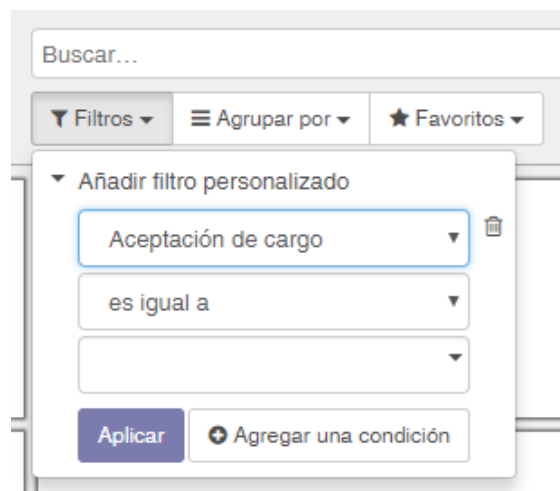 Buscar...
Filtros Agrupar por Favoritos
Añadir filtro personalizado
Aceptación de cargo
es igual a
Aplicar Agregar una condición